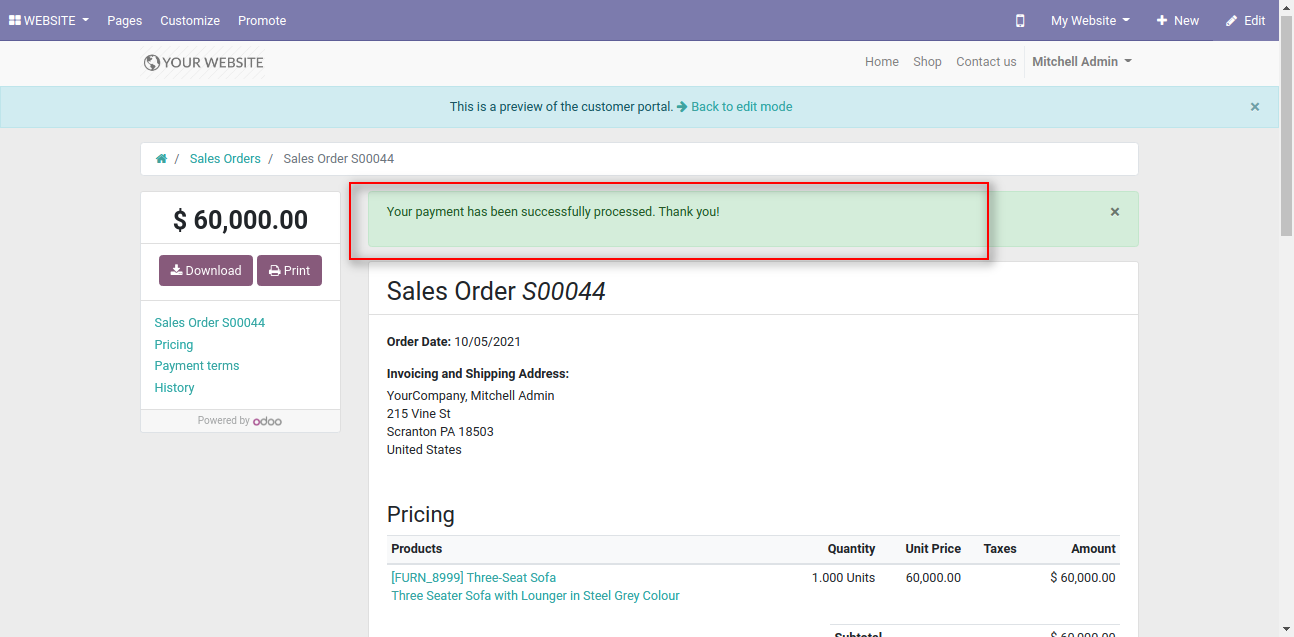 WEBSITE Pages Customize Promote My Website New Edit
YOUR WEBSITE Home Shop Contact us Mitchell Admin
This is a preview of the customer portal. Back to edit mode ×
/ Sales Orders / Sales Order S00044
$ 60,000.00
Download Print
Sales Order S00044
Pricing
Payment terms
History
Powered by odoo
Your payment has been successfully processed. Thank you! ×
Sales Order S00044
Order Date: 10/05/2021
Invoicing and Shipping Address:
YourCompany, Mitchell Admin
215 Vine St
Scranton PA 18503
United States
Pricing
Products Quantity Unit Price Taxes Amount
[FURN_8999] Three-Seat Sofa 1.000 Units 60,000.00 $ 60,000.00
Three Seater Sofa with Lounger in Steel Grey Colour
Subtotal $ 60,000.00